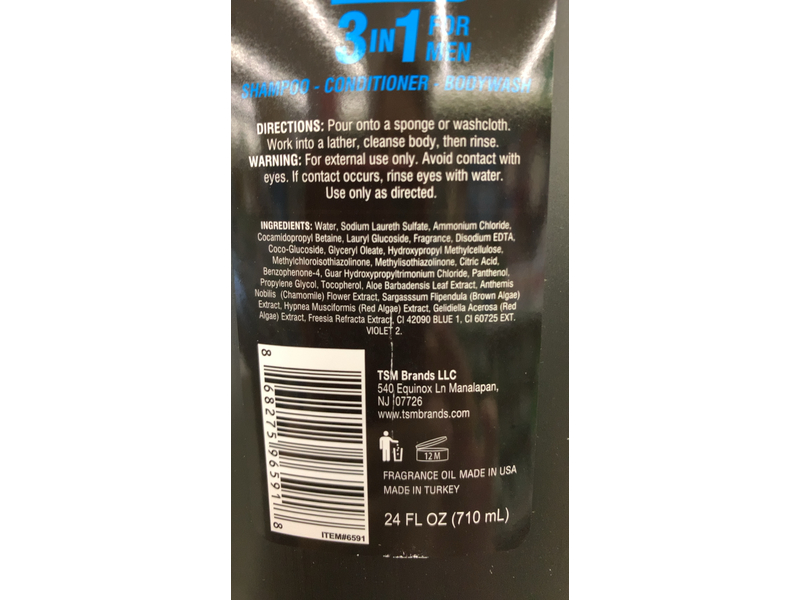 3 IN 1 FOR MEN
SHAMPOO - CONDITIONER - BODYWASH
DIRECTIONS: Pour onto a sponge or washcloth.
Work into a lather, cleanse body, then rinse.
WARNING: For external use only. Avoid contact with
eyes. If contact occurs, rinse eyes with water.
Use only as directed.
INGREDIENTS: Water, Sodium Laureth Sulfate, Ammonium Chloride,
Cocamidopropyl Betaine, Lauryl Glucoside, Fragrance, Disodium EDTA,
Coco-Glucoside, Glyceryl Oleate, Hydroxypropyl Methylcellulose,
Methylchloroisothiazolinone, Methylisothiazolinone, Citric Acid,
Benzophenone-4, Guar Hydroxypropyltrimonium Chloride, Panthenol,
Propylene Glycol, Tocopherol, Aloe Barbadensis Leaf Extract, Anthemis
Nobilis (Chamomile) Flower Extract, Sargasssum Flipendula (Brown Algae)
Extract, Hypnea Musciformis (Red Algae) Extract, Gelidiella Acerosa (Red
Algae) Extract, Freesia Refracta Extract, CI 42090 BLUE 1, CI 60725 EXT.
VIOLET 2.
8 68275 96591 8
ITEM#6591
TSM Brands LLC
540 Equinox Ln Manalapan,
NJ 07726
www.tsmbrands.com
12 M
FRAGRANCE OIL MADE IN USA
MADE IN TURKEY
24 FL OZ (710 mL)